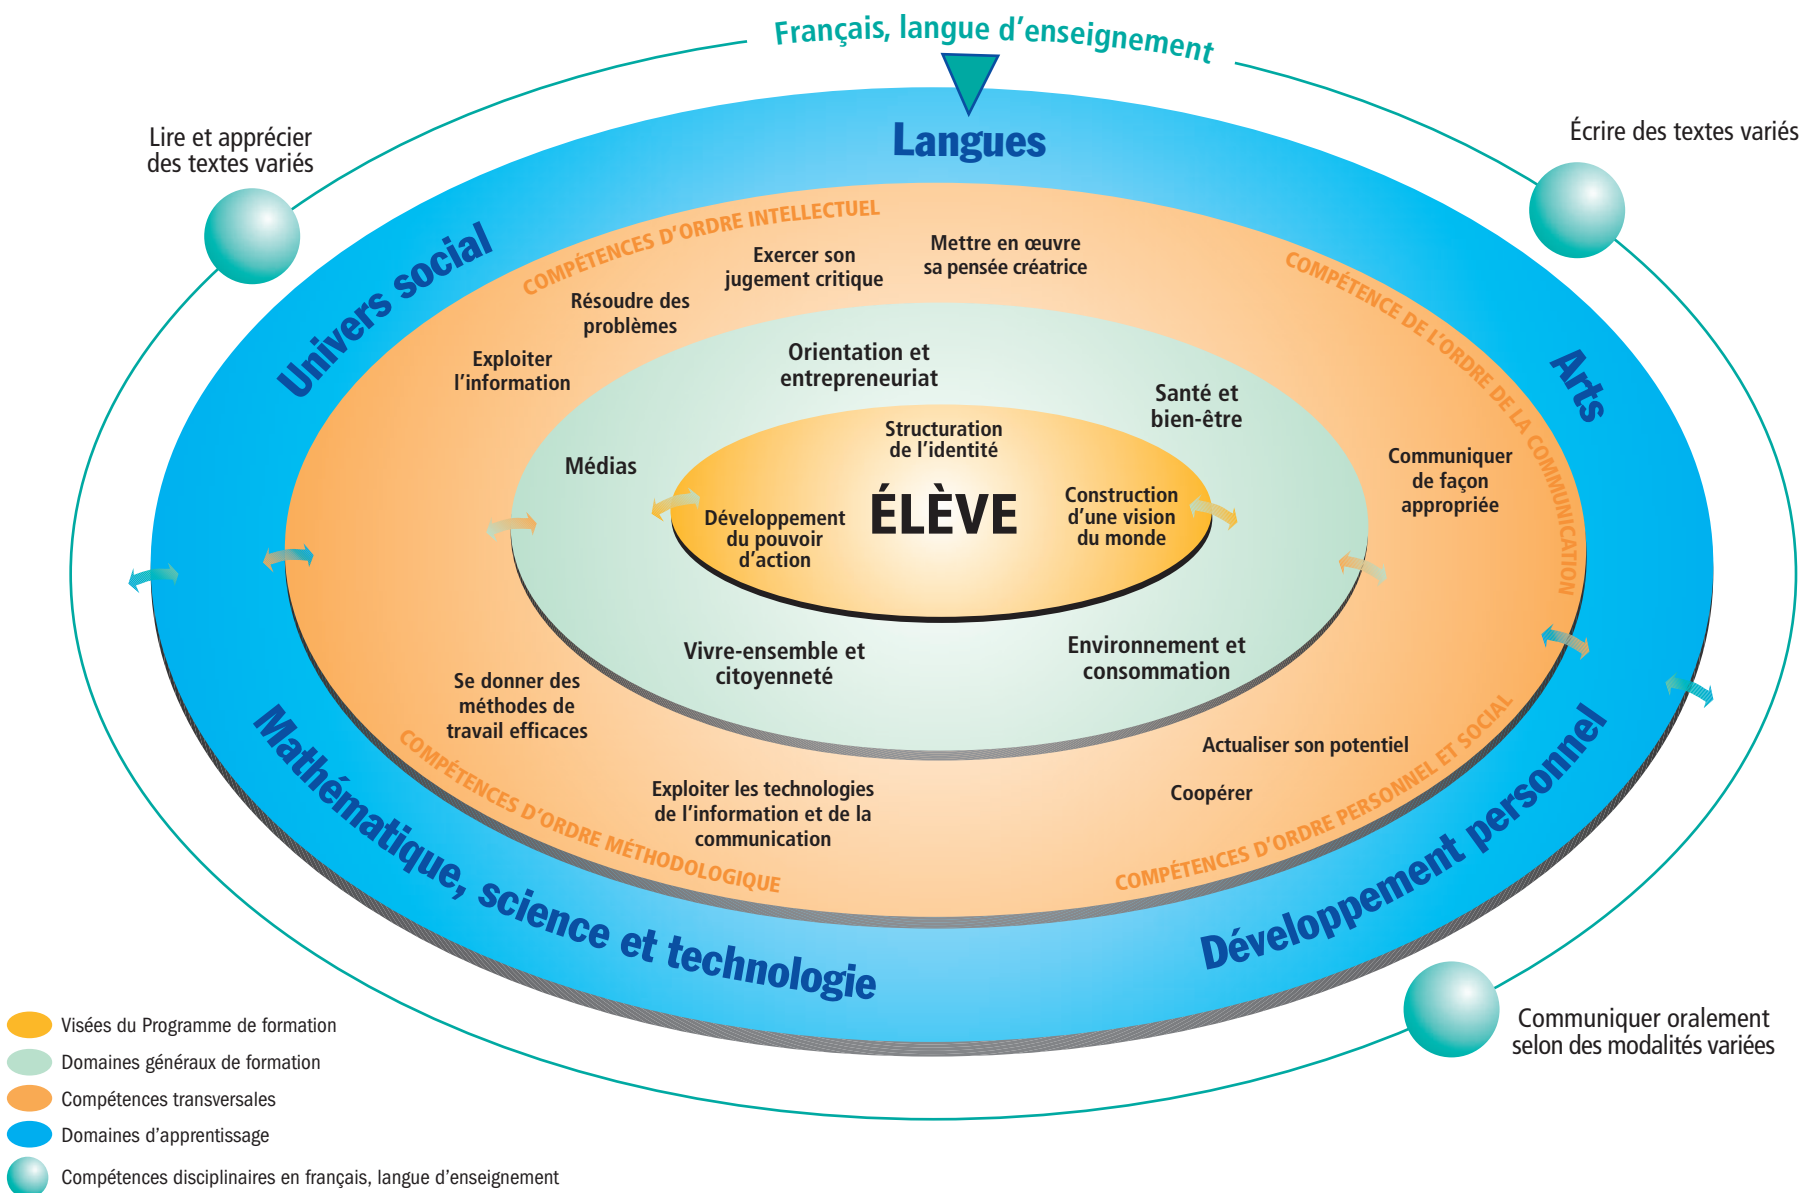 Français, langue d’enseignement
Lire et apprécier
des textes variés
Écrire des textes variés
Langues
Univers social
Arts
COMPÉTENCES D’ORDRE INTELLECTUEL
COMPÉTENCE DE L’ORDRE DE LA COMMUNICATION
Mettre en œuvre
sa pensée créatrice
Exercer son
jugement critique
Résoudre des
problèmes
Exploiter
l’information
Orientation et
entrepreneuriat
Santé et
bien-être
Médias
Structuration
de l’identité
ÉLÈVE
Construction
d’une vision
du monde
Développement
du pouvoir
d’action
Communiquer
de façon
appropriée
Vivre-ensemble et
citoyenneté
Environnement et
consommation
Se donner des
méthodes de
travail efficaces
Exploiter les technologies
de l’information et de la
communication
Actualiser son potentiel
Coopérer
COMPÉTENCES D’ORDRE MÉTHODOLOGIQUE
COMPÉTENCES D’ORDRE PERSONNEL ET SOCIAL
Mathématique, science et technologie
Développement personnel
Communiquer oralement
selon des modalités variées
Visées du Programme de formation
Domaines généraux de formation
Compétences transversales
Domaines d’apprentissage
Compétences disciplinaires en français, langue d’enseignement